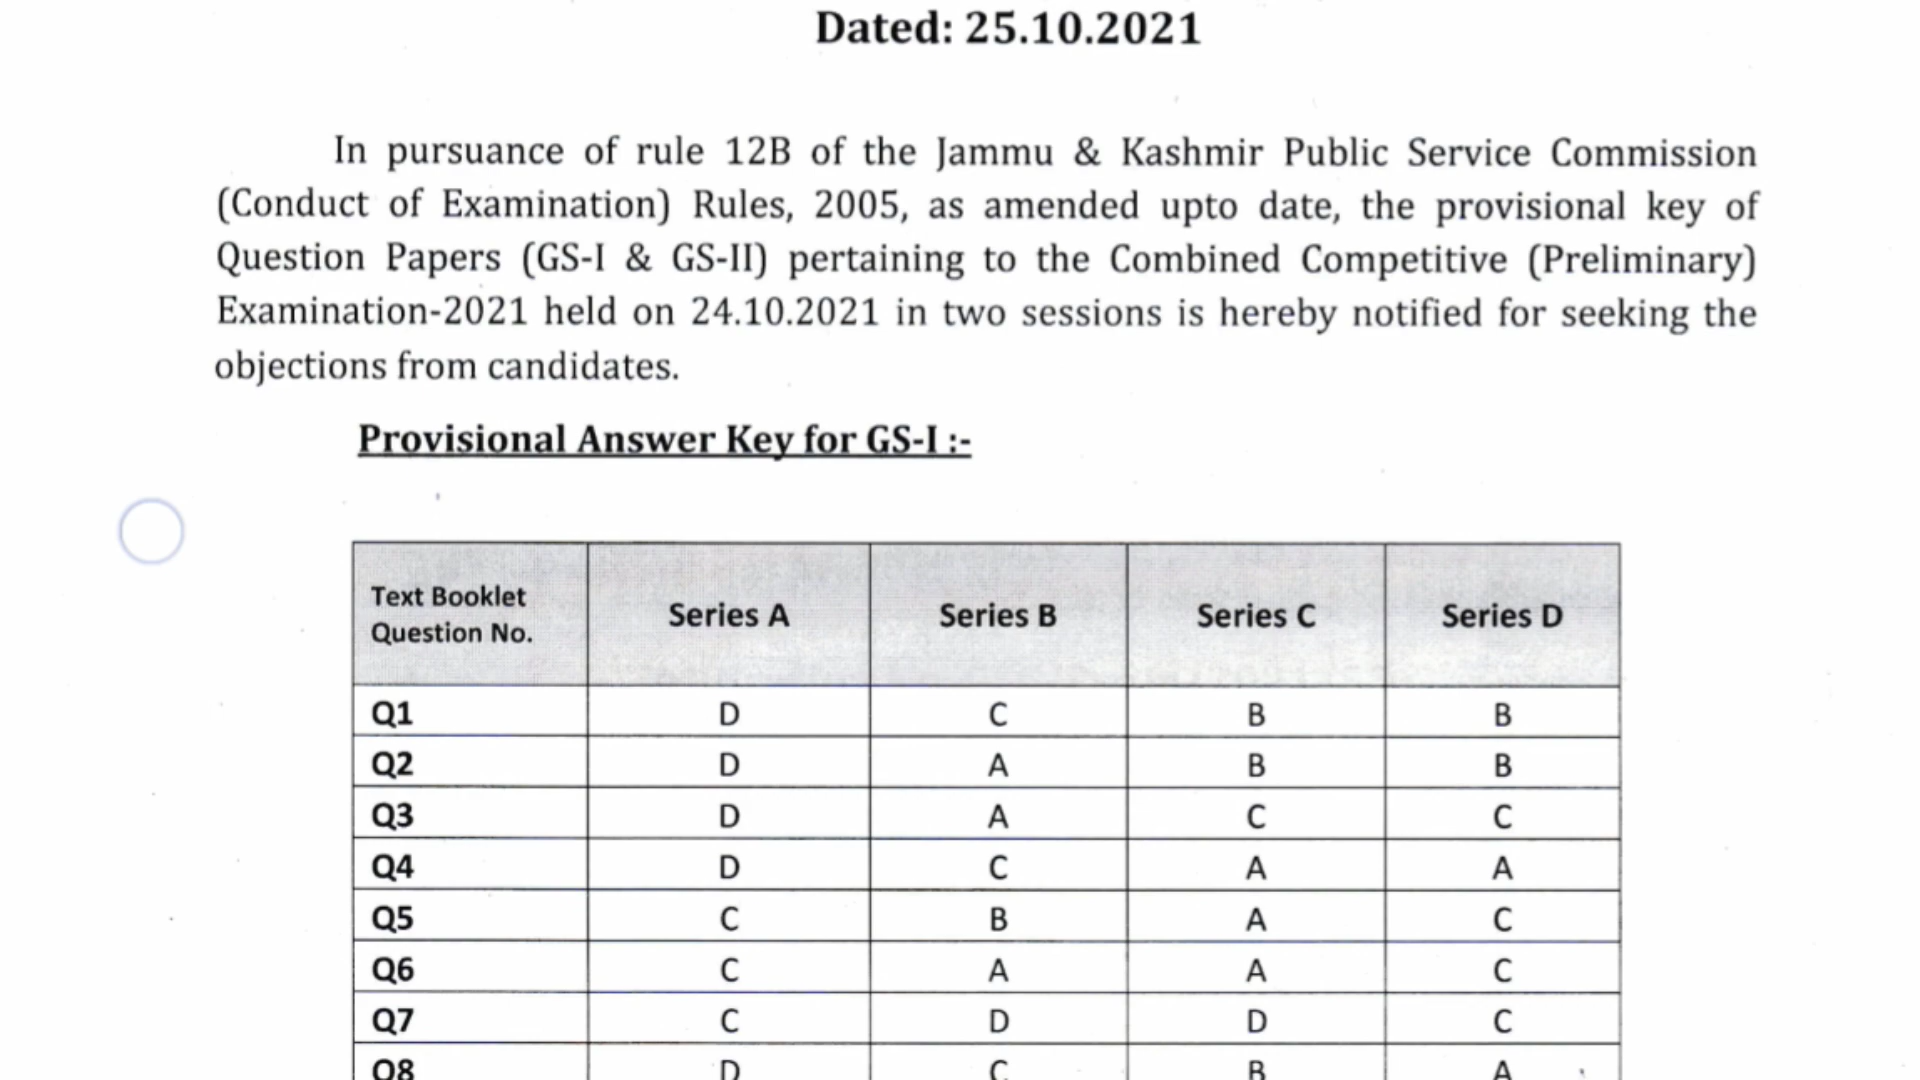 Dated: 25.10.2021
In pursuance of rule 12B of the Jammu & Kashmir Public Service Commission
(Conduct of Examination) Rules, 2005, as amended upto date, the provisional key of
Question Papers (GS-I & GS-II) pertaining to the Combined Competitive (Preliminary)
Examination-2021 held on 24.10.2021 in two sessions is hereby notified for seeking the
objections from candidates.
Provisional Answer Key for GS-I :-
Text Booklet
Question No. Series A Series B Series C Series D
Q1 D C B B
Q2 D A B B
Q3 D A C C
Q4 D C A A
Q5 C B A C
Q6 C A A C
Q7 C D D C
Q8 D C B A